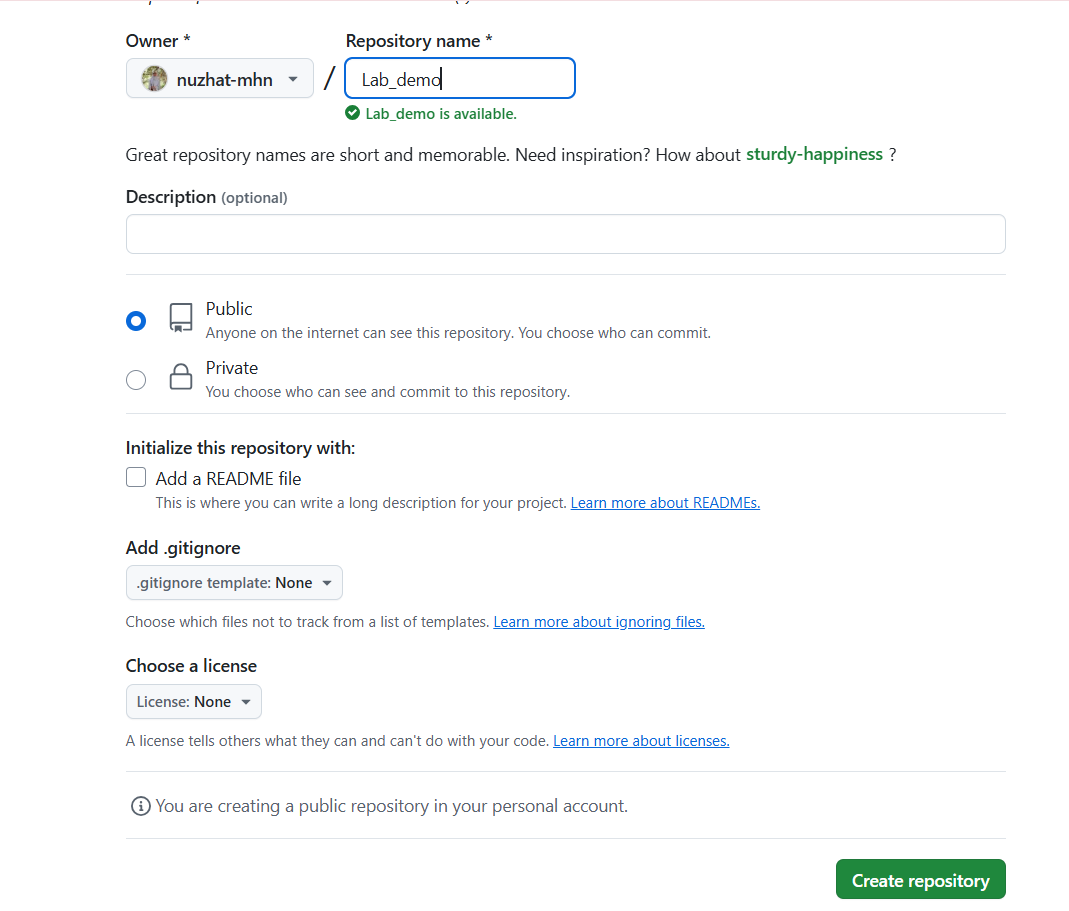 Owner *
Repository name *
nuzhat-mhn
/
Lab_demo
Lab_demo is available.
Great repository names are short and memorable. Need inspiration? How about sturdy-happiness ?
Description (optional)
Public
Anyone on the internet can see this repository. You choose who can commit.
Private
You choose who can see and commit to this repository.
Initialize this repository with:
Add a README file
This is where you can write a long description for your project. Learn more about READMEs.
Add .gitignore
.gitignore template: None
Choose which files not to track from a list of templates. Learn more about ignoring files.
Choose a license
License: None
A license tells others what they can and can't do with your code. Learn more about licenses.
You are creating a public repository in your personal account.
Create repository